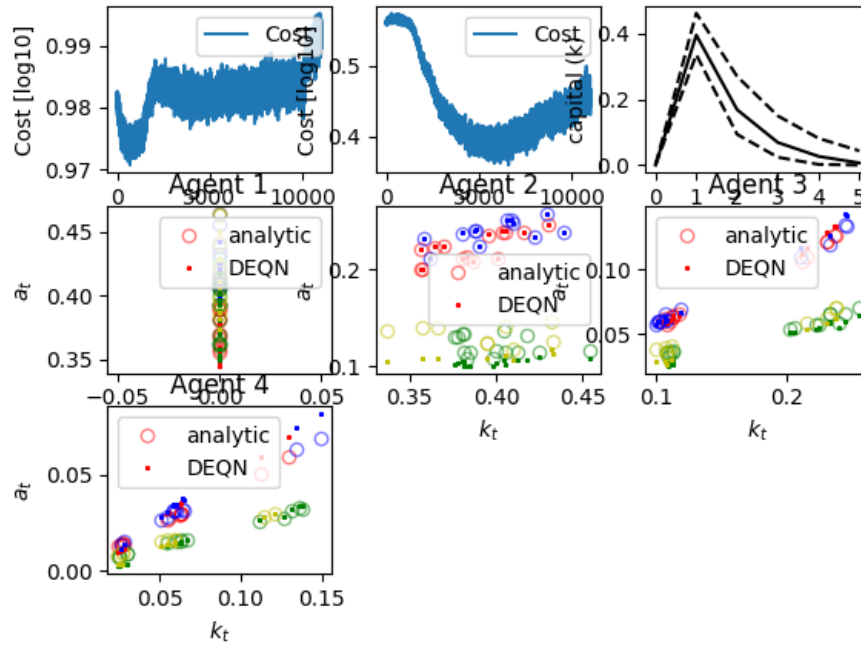 Cost [log10]
0.99
0.98
0.97
0
5000
10000
Cost
Cost [log10]
0.5
0.4
0
5000
10000
Cost
capital (k)
0.4
0.2
0.0
0 1 2 3 4 5
Agent 1
a_t
0.45
0.40
0.35
−0.05
0.00
0.05
analytic
DEQN
Agent 2
a_t
0.2
0.1
0.35 0.40 0.45
k_t
analytic
DEQN
Agent 3
a_t
0.10
0.05
0.1 0.2
k_t
analytic
DEQN
Agent 4
a_t
0.05
0.00
0.05 0.10 0.15
k_t
analytic
DEQN